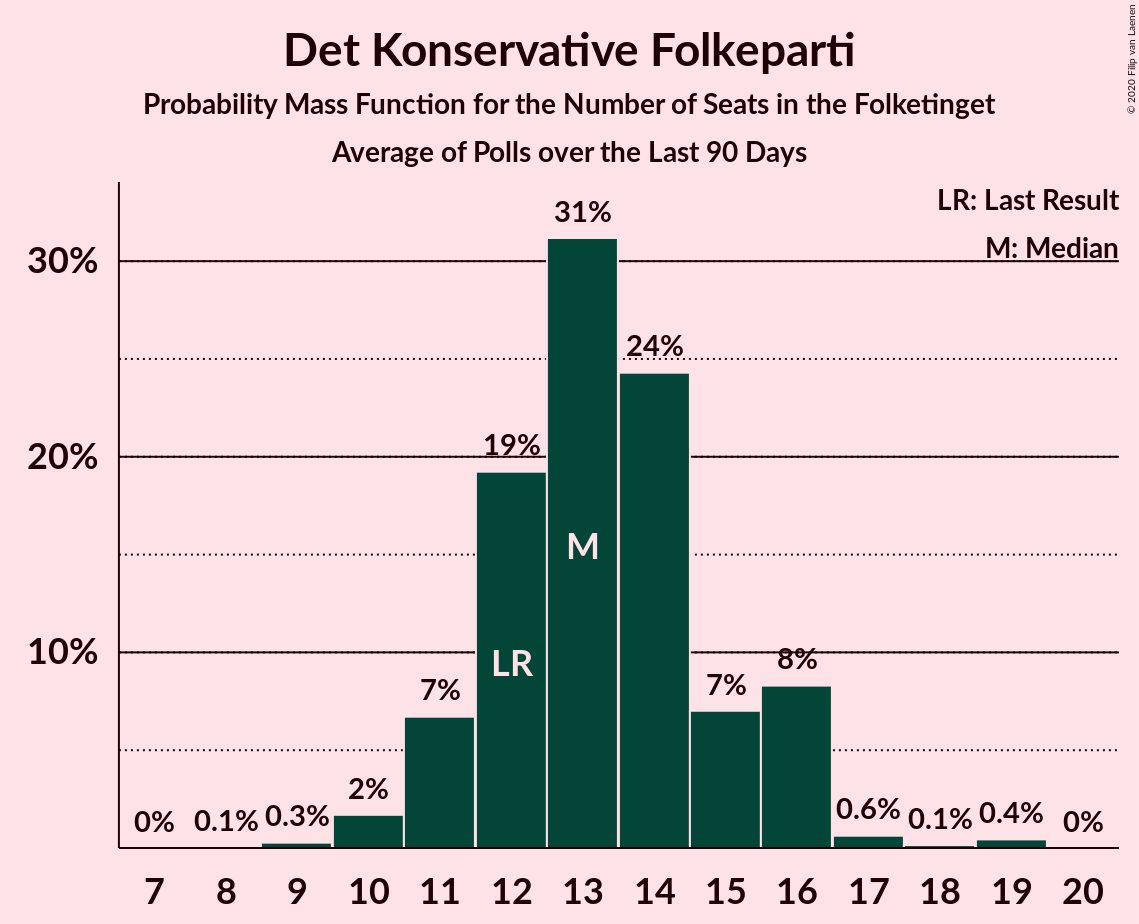 Det Konservative Folkeparti
Probability Mass Function for the Number of Seats in the Folketinget
Average of Polls over the Last 90 Days
© 2020 Filip van Laenen
LR: Last Result
M: Median
30%
20%
10%
0%
0.1%
0.3%
2%
7%
19%
31%
24%
7%
8%
0.6%
0.1%
0.4%
0%
LR
M
7 8 9 10 11 12 13 14 15 16 17 18 19 20